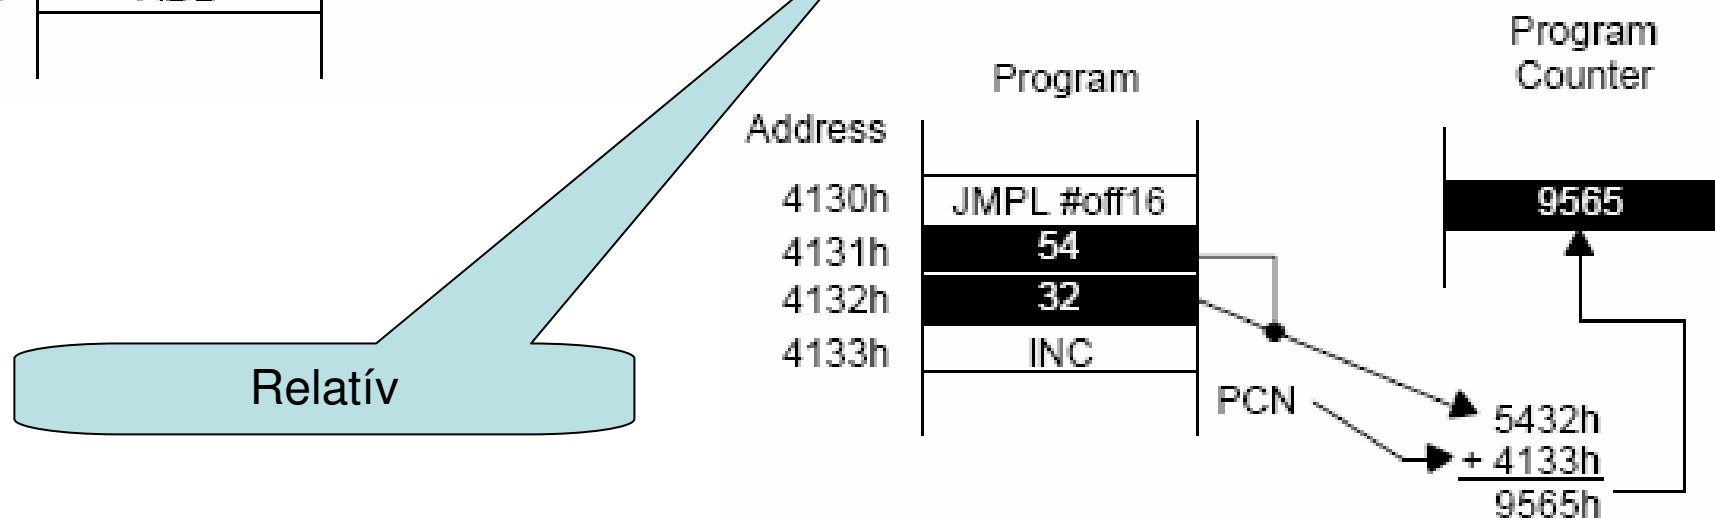 Program
Counter
Program
Address
4130h JMPL #off16 9565
4131h 54
4132h 32
4133h INC
Relatív
PCN
5432h
+ 4133h
9565h